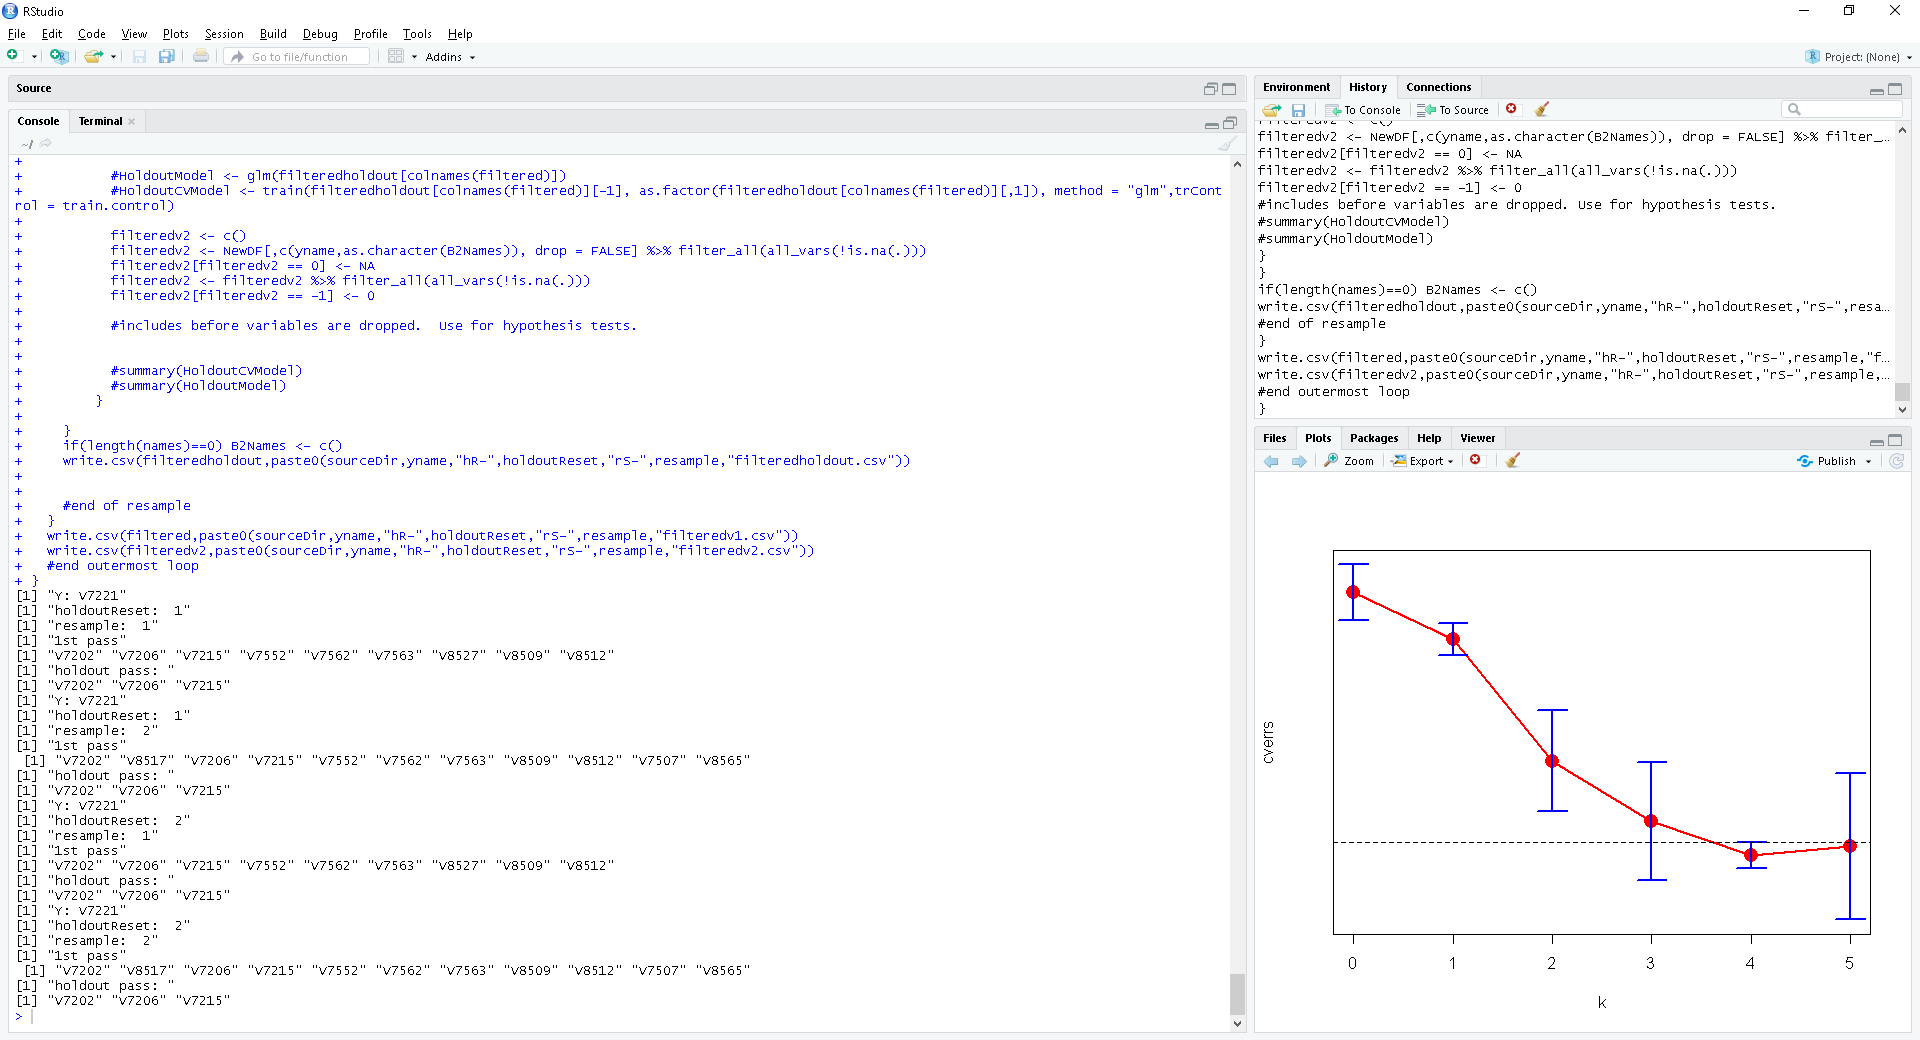 RStudio
File Edit Code View Plots Session Build Debug Profile Tools Help
Go to file/function Addins Project: (None)
Source
Console Terminal
~/
+
+ #HoldoutModel <- glm(filteredholdout[colnames(filtered)])
+ #HoldoutCVModel <- train(filteredholdout[colnames(filtered)][-1], as.factor(filteredholdout[colnames(filtered)][,1]), method = "glm",trCont
rol = train.control)
+
+ filteredv2 <- c()
+ filteredv2 <- NewDF[,c(yname,as.character(B2Names)), drop = FALSE] %>% filter_all(all_vars(!is.na(.)))
+ filteredv2[filteredv2 == 0] <- NA
+ filteredv2 <- filteredv2 %>% filter_all(all_vars(!is.na(.)))
+ filteredv2[filteredv2 == -1] <- 0
+
+ #includes before variables are dropped.  Use for hypothesis tests.
+
+
+ #summary(HoldoutCVModel)
+ #summary(HoldoutModel)
+ }
+
+ }
+ if(length(names)==0) B2Names <- c()
+ write.csv(filteredholdout,paste0(sourceDir,yname,"hR-",holdoutReset,"rS-",resample,"filteredholdout.csv"))
+
+
+ #end of resample
+ }
+ write.csv(filtered,paste0(sourceDir,yname,"hR-",holdoutReset,"rS-",resample,"filteredv1.csv"))
+ write.csv(filteredv2,paste0(sourceDir,yname,"hR-",holdoutReset,"rS-",resample,"filteredv2.csv"))
+ #end outermost loop
+ }
[1] "Y: V7221"
[1] "holdoutReset:  1"
[1] "resample:  1"
[1] "1st pass"
[1] "V7202" "V7206" "V7215" "V7552" "V7562" "V7563" "V8527" "V8509" "V8512"
[1] "holdout pass: "
[1] "V7202" "V7206" "V7215"
[1] "Y: V7221"
[1] "holdoutReset:  1"
[1] "resample:  2"
[1] "1st pass"
[1] "V7202" "V8517" "V7206" "V7215" "V7552" "V7562" "V7563" "V8509" "V8512" "V7507" "V8565"
[1] "holdout pass: "
[1] "V7202" "V7206" "V7215"
[1] "Y: V7221"
[1] "holdoutReset:  2"
[1] "resample:  1"
[1] "1st pass"
[1] "V7202" "V7206" "V7215" "V7552" "V7562" "V7563" "V8527" "V8509" "V8512"
[1] "holdout pass: "
[1] "V7202" "V7206" "V7215"
[1] "Y: V7221"
[1] "holdoutReset:  2"
[1] "resample:  2"
[1] "1st pass"
[1] "V7202" "V8517" "V7206" "V7215" "V7552" "V7562" "V7563" "V8509" "V8512" "V7507" "V8565"
[1] "holdout pass: "
[1] "V7202" "V7206" "V7215"
>
Environment History Connections
To Console To Source
filteredv2 <- c()
filteredv2 <- NewDF[,c(yname,as.character(B2Names)), drop = FALSE] %>% filter_...
filteredv2[filteredv2 == 0] <- NA
filteredv2 <- filteredv2 %>% filter_all(all_vars(!is.na(.)))
filteredv2[filteredv2 == -1] <- 0
#includes before variables are dropped. Use for hypothesis tests.
#summary(HoldoutCVModel)
#summary(HoldoutModel)
}
}
if(length(names)==0) B2Names <- c()
write.csv(filteredholdout,paste0(sourceDir,yname,"hR-",holdoutReset,"rS-",resa...
#end of resample
}
write.csv(filtered,paste0(sourceDir,yname,"hR-",holdoutReset,"rS-",resample,"f...
write.csv(filteredv2,paste0(sourceDir,yname,"hR-",holdoutReset,"rS-",resample,...
#end outermost loop
}
Files Plots Packages Help Viewer
Zoom Export Publish
cverrs
0 1 2 3 4 5
k